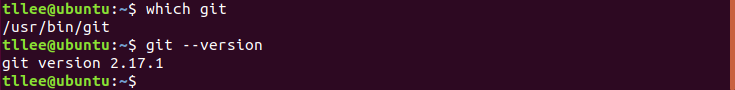 tllee@ubuntu:~$ which git
/usr/bin/git
tllee@ubuntu:~$ git --version
git version 2.17.1
tllee@ubuntu:~$